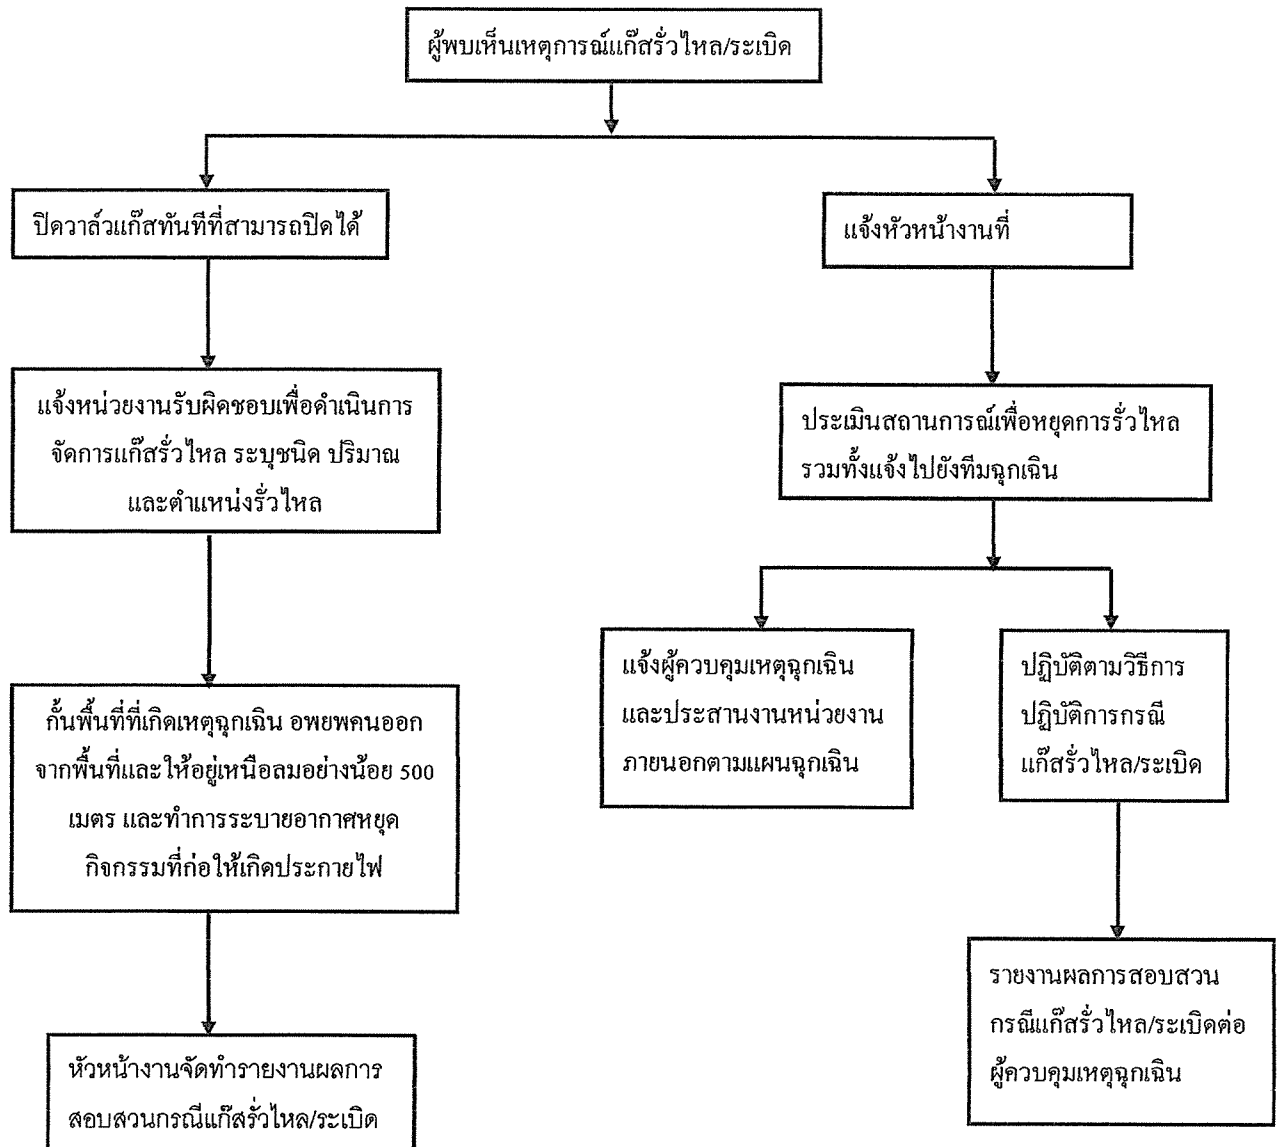 ผู้พบเห็นเหตุการณ์แก๊สรั่วไหล/ระเบิด
ปิดวาล์วแก๊สทันทีที่สามารถปิดได้
แจ้งหัวหน้างานที่
แจ้งหน่วยงานรับผิดชอบเพื่อดำเนินการ
จัดการแก๊สรั่วไหล ระบุชนิด ปริมาณ
และตำแหน่งรั่วไหล
ประเมินสถานการณ์เพื่อหยุดการรั่วไหล
รวมทั้งแจ้งไปยังทีมฉุกเฉิน
กั้นพื้นที่ที่เกิดเหตุฉุกเฉิน อพยพคนออก
จากพื้นที่และให้อยู่เหนือลมอย่างน้อย 500
เมตร และทำการระบายอากาศหยุด
กิจกรรมที่ก่อให้เกิดประกายไฟ
แจ้งผู้ควบคุมเหตุฉุกเฉิน
และประสานงานหน่วยงาน
ภายนอกตามแผนฉุกเฉิน
ปฏิบัติตามวิธีการ
ปฏิบัติการกรณี
แก๊สรั่วไหล/ระเบิด
หัวหน้างานจัดทำรายงานผลการ
สอบสวนกรณีแก๊สรั่วไหล/ระเบิด
รายงานผลการสอบสวน
กรณีแก๊สรั่วไหล/ระเบิดต่อ
ผู้ควบคุมเหตุฉุกเฉิน